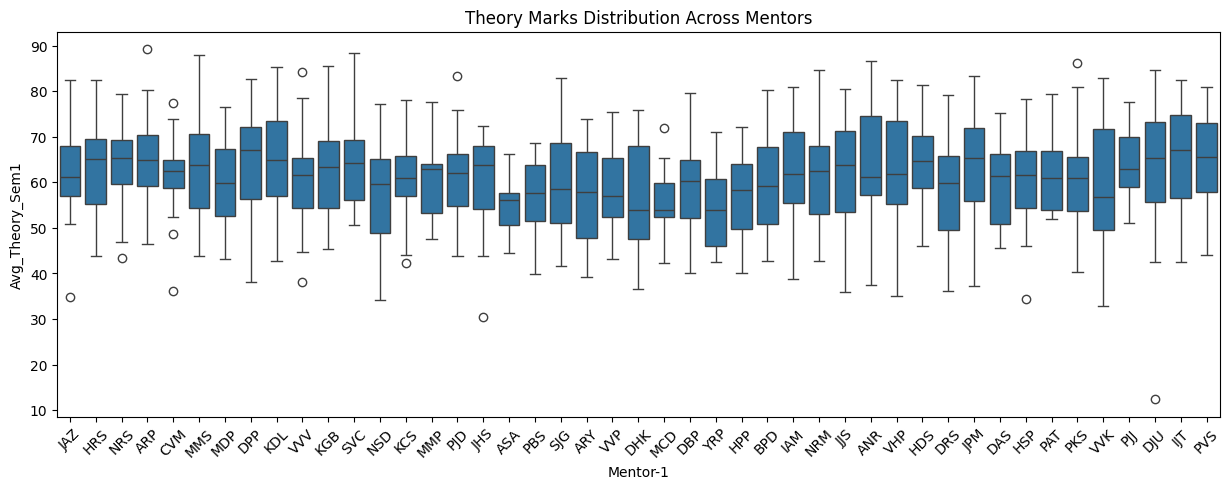 Theory Marks Distribution Across Mentors
Avg_Theory_Sem1
90
80
70
60
50
40
30
20
10
JAZ HRS NRS ARP CVM MMS MDP DPP KDL VVV KGB SVC NSD KCS MMP PJD JHS ASA PBS SJG ARY VVP DHK MCD DBP YRP HPP BPD IAM NRM JJS ANR VHP HDS DRS JPM DAS HSP PAT PKS VVK PJJ DJU IJT PVS
Mentor-1